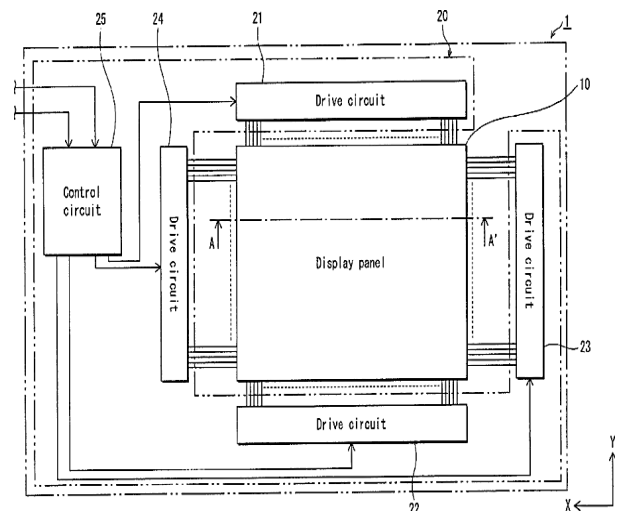 25
24
21
20
1
10
Drive circuit
Control
circuit
Drive circuit
A
A'
Display panel
Drive circuit
23
Drive circuit
22
Y
X